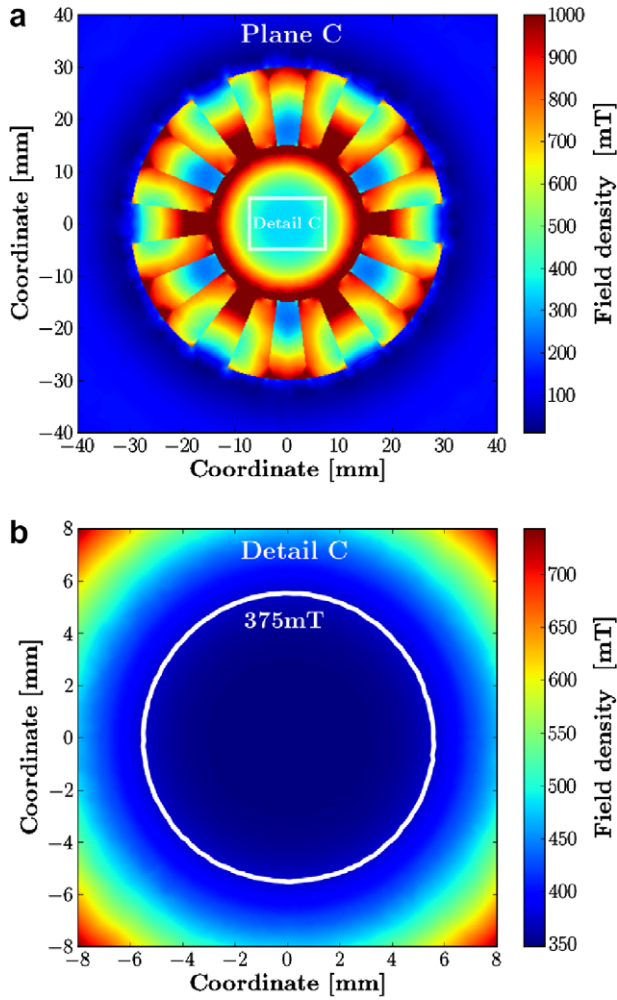 a
Plane C
Detail C
Coordinate [mm]
40
30
20
10
0
−10
−20
−30
−40
−40 −30 −20 −10 0 10 20 30 40
Coordinate [mm]
1000
900
800
700
600
500
400
300
200
100
Field density [mT]
b
Detail C
375mT
Coordinate [mm]
8
6
4
2
0
−2
−4
−6
−8
−8 −6 −4 −2 0 2 4 6 8
Coordinate [mm]
700
650
600
550
500
450
400
350
Field density [mT]